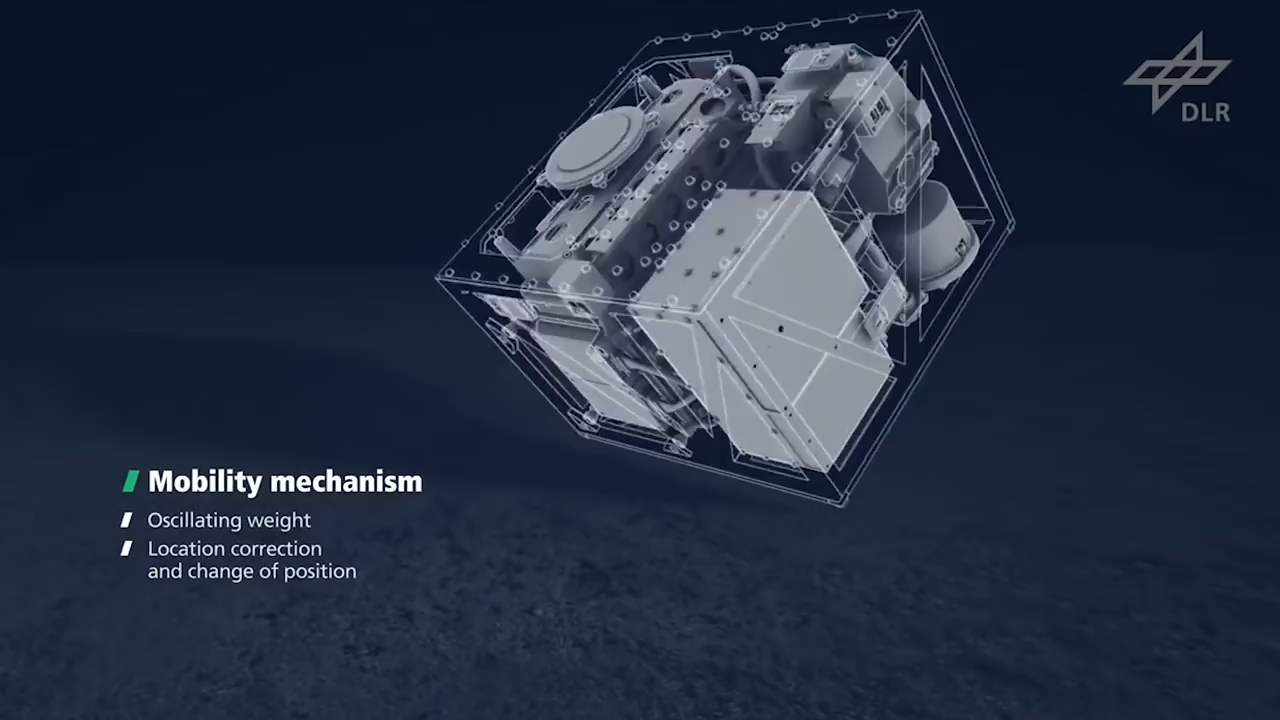 DLR
Mobility mechanism
Oscillating weight
Location correction
and change of position